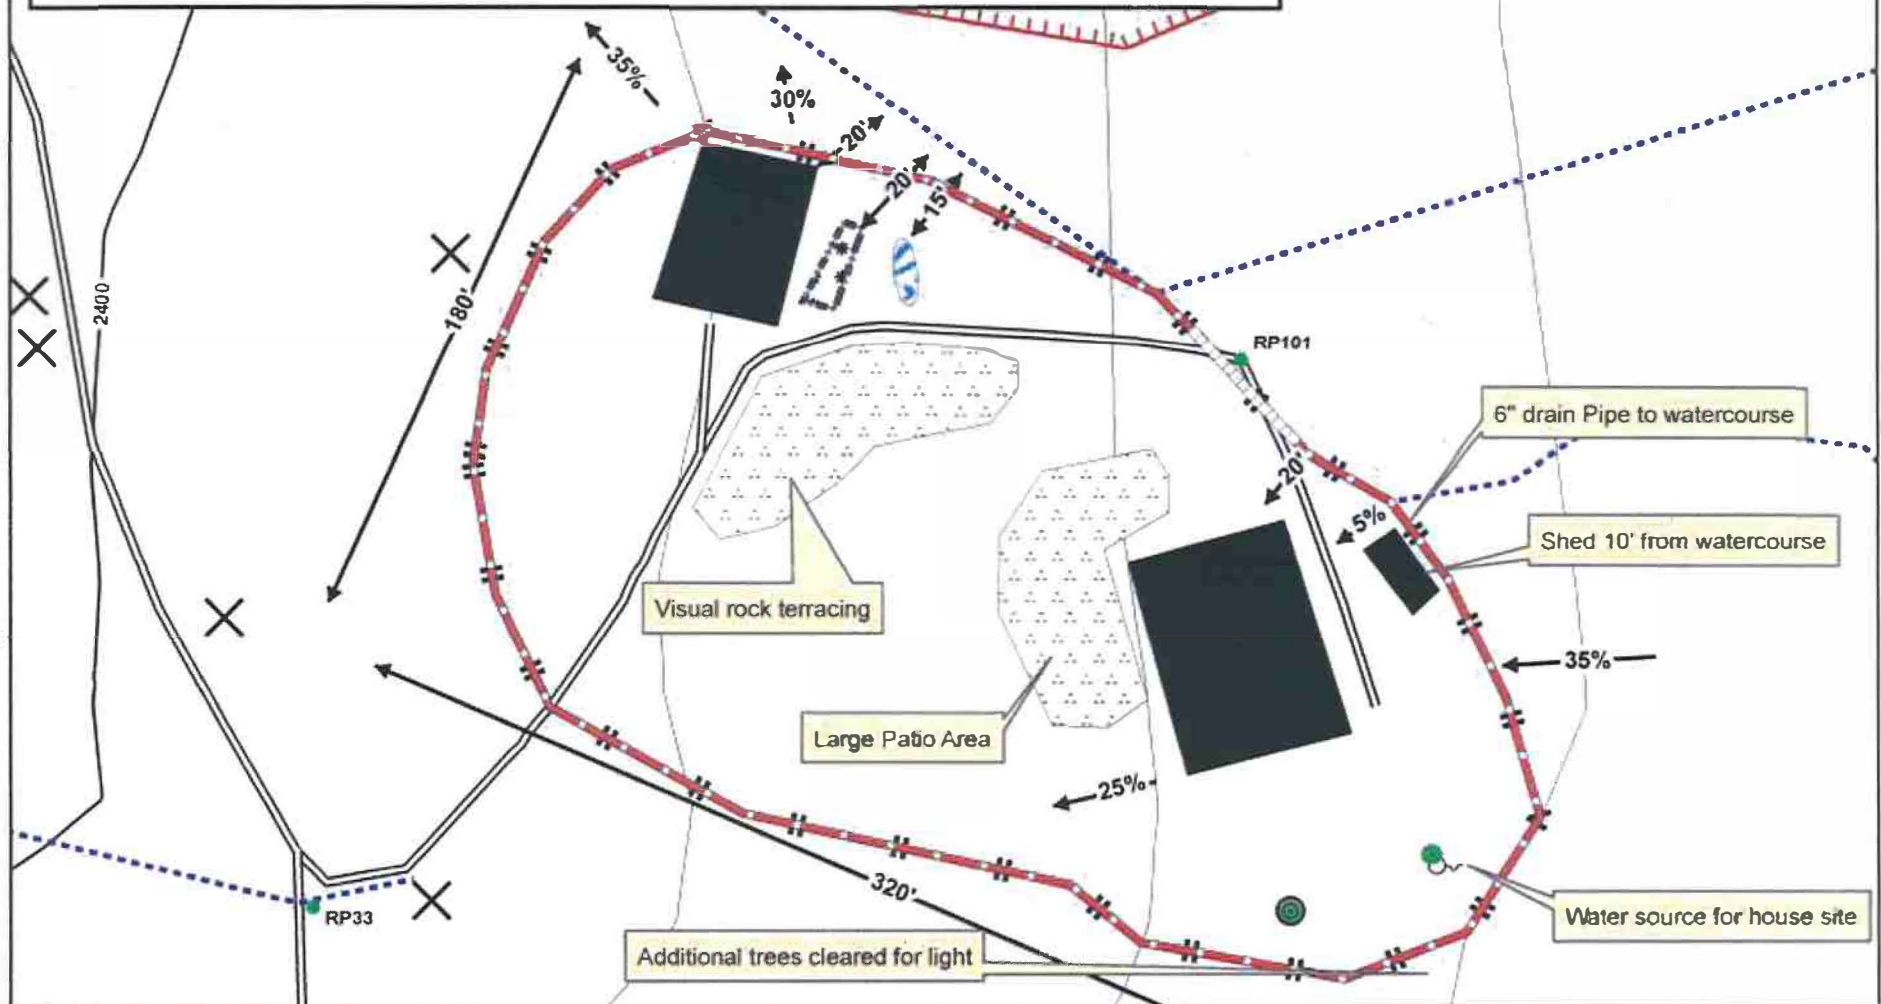 35%
30%
20'
20'
15'
2400
180'
RP101
6" drain Pipe to watercourse
20'
5%
Shed 10' from watercourse
Visual rock terracing
35%
Large Patio Area
25%
320'
RP33
Water source for house site
Additional trees cleared for light